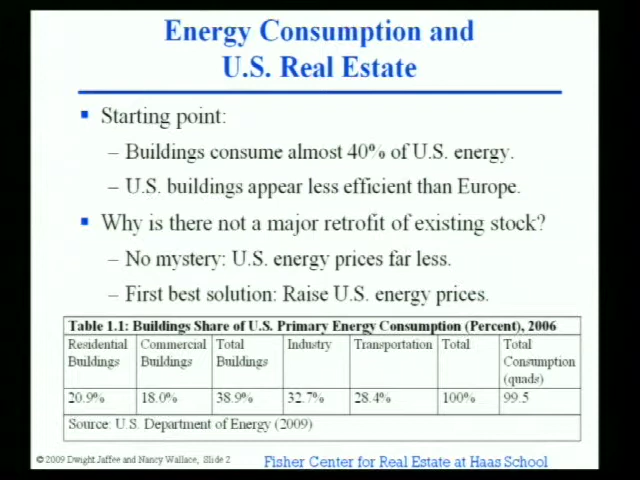 Energy Consumption and
U.S. Real Estate
Starting point:
– Buildings consume almost 40% of U.S. energy.
– U.S. buildings appear less efficient than Europe.
Why is there not a major retrofit of existing stock?
– No mystery: U.S. energy prices far less.
– First best solution: Raise U.S. energy prices.
Table 1.1: Buildings Share of U.S. Primary Energy Consumption (Percent), 2006
Residential Buildings Commercial Buildings Total Buildings Industry Transportation Total Total Consumption (quads)
20.9% 18.0% 38.9% 32.7% 28.4% 100% 99.5
Source: U.S. Department of Energy (2009)
© 2009 Dwight Jaffee and Nancy Wallace, Slide 2
Fisher Center for Real Estate at Haas School